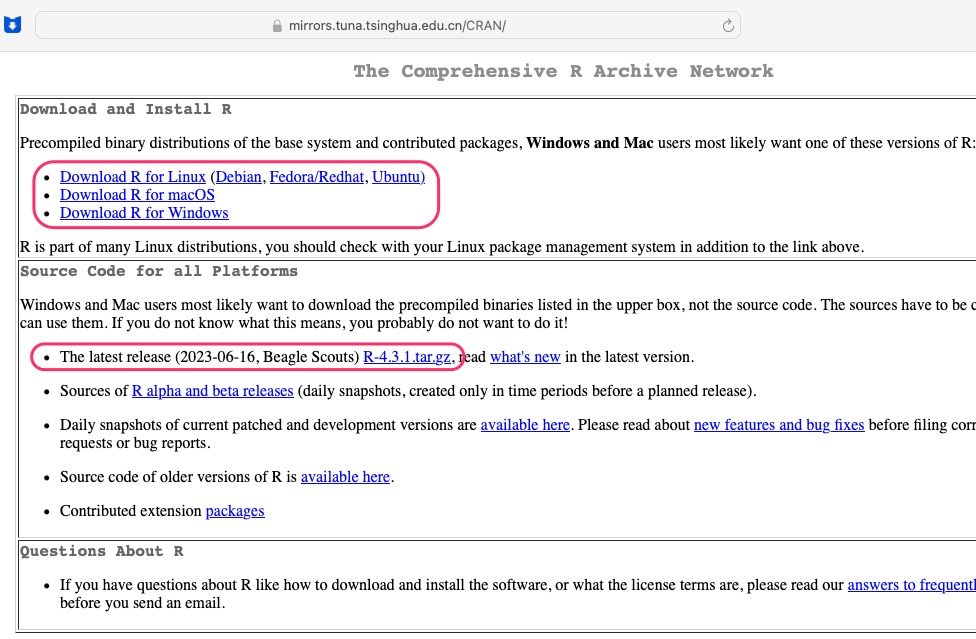 mirrors.tuna.tsinghua.edu.cn/CRAN/
The Comprehensive R Archive Network
Download and Install R
Precompiled binary distributions of the base system and contributed packages, Windows and Mac users most likely want one of these versions of R:
Download R for Linux (Debian, Fedora/Redhat, Ubuntu)
Download R for macOS
Download R for Windows
R is part of many Linux distributions, you should check with your Linux package management system in addition to the link above.
Source Code for all Platforms
Windows and Mac users most likely want to download the precompiled binaries listed in the upper box, not the source code. The sources have to be
can use them. If you do not know what this means, you probably do not want to do it!
The latest release (2023-06-16, Beagle Scouts) R-4.3.1.tar.gz, read what's new in the latest version.
Sources of R alpha and beta releases (daily snapshots, created only in time periods before a planned release).
Daily snapshots of current patched and development versions are available here. Please read about new features and bug fixes before filing
requests or bug reports.
Source code of older versions of R is available here.
Contributed extension packages
Questions About R
If you have questions about R like how to download and install the software, or what the license terms are, please read our answers to
before you send an email.